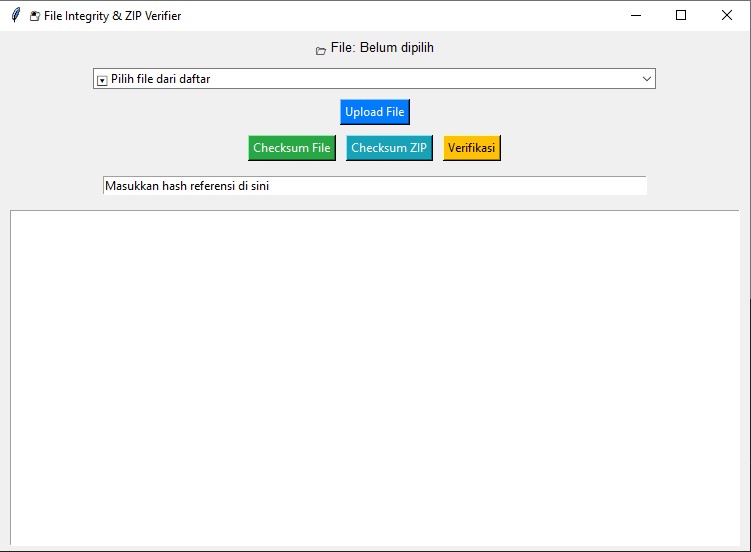 File Integrity & ZIP Verifier
File: Belum dipilih
Pilih file dari daftar
Upload File
Checksum File Checksum ZIP Verifikasi
Masukkan hash referensi di sini